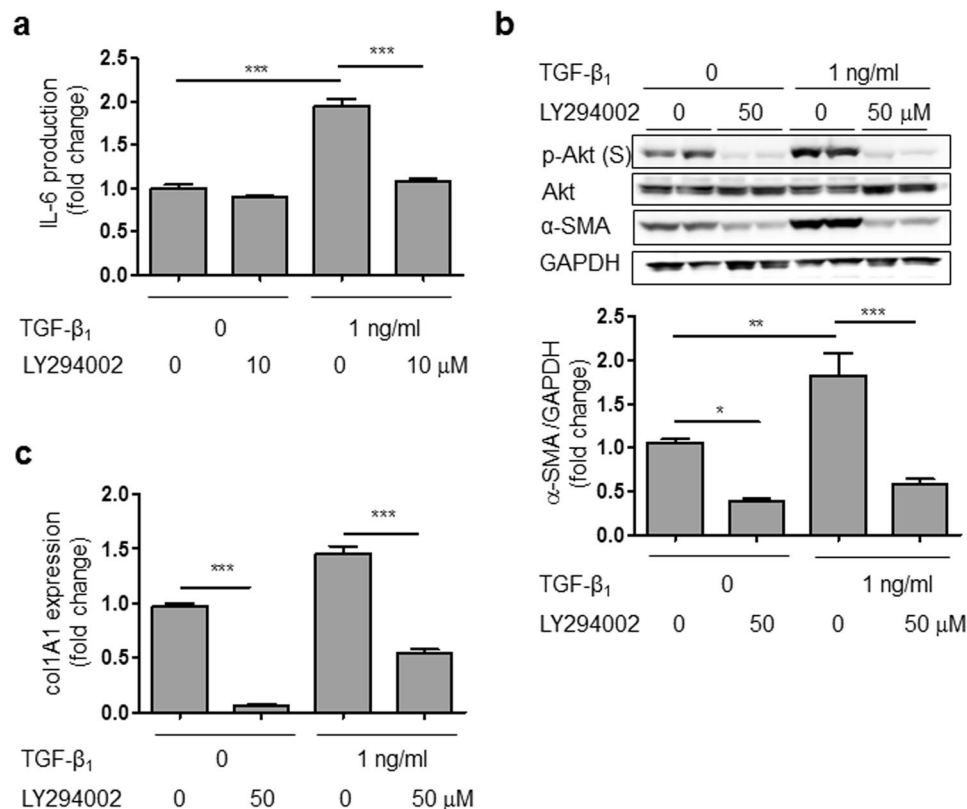 a
IL-6 production
(fold change)
2.5
2.0
1.5
1.0
0.5
0.0
***
***
TGF-β₁ 0 1 ng/ml
LY294002 0 10 0 10 μM
b
TGF-β₁ 0 1 ng/ml
LY294002 0 50 0 50 μM
p-Akt (S)
Akt
α-SMA
GAPDH
α-SMA/GAPDH
(fold change)
2.5
2.0
1.5
1.0
0.5
0.0
**
***
*
TGF-β₁ 0 1 ng/ml
LY294002 0 50 0 50 μM
c
col1A1 expression
(fold change)
2.0
1.5
1.0
0.5
0.0
***
***
TGF-β₁ 0 1 ng/ml
LY294002 0 50 0 50 μM